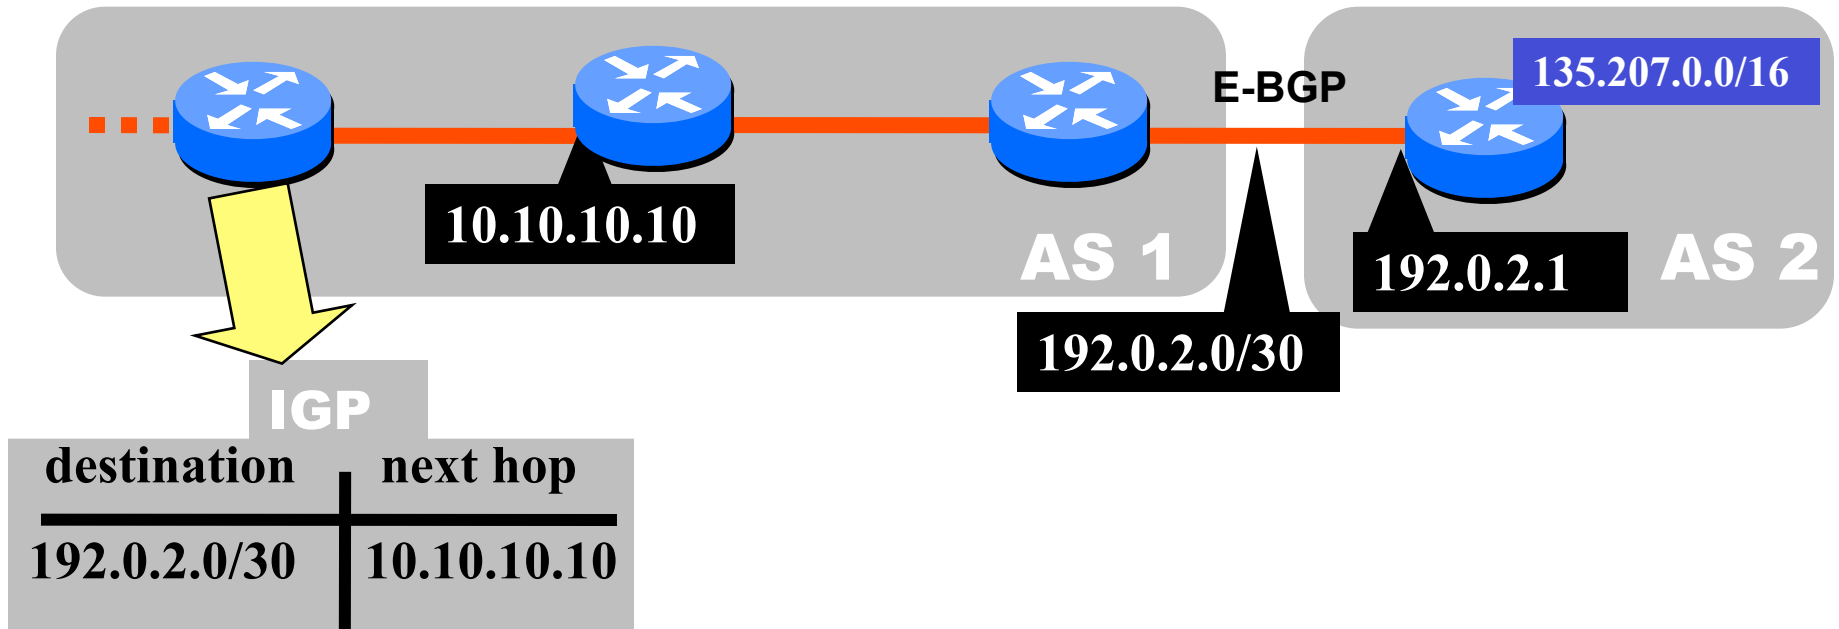 135.207.0.0/16
E-BGP
10.10.10.10
AS 1
192.0.2.1
AS 2
192.0.2.0/30
IGP
destination next hop
192.0.2.0/30 10.10.10.10